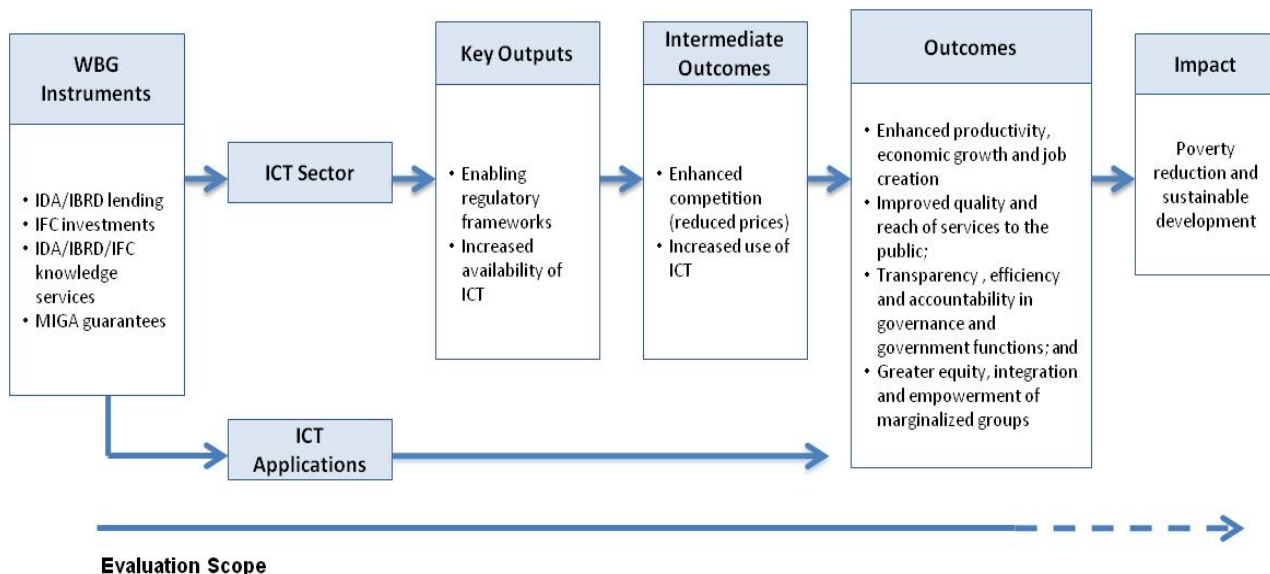 WBG
Instruments
• IDA/IBRD lending
• IFC investments
• IDA/IBRD/IFC
knowledge
services
• MIGA guarantees
ICT Sector
ICT
Applications
Key Outputs
• Enabling
regulatory
frameworks
• Increased
availability of
ICT
Intermediate
Outcomes
• Enhanced
competition
(reduced prices)
• Increased use of
ICT
Outcomes
• Enhanced productivity,
economic growth and job
creation
• Improved quality and
reach of services to the
public;
• Transparency , efficiency
and accountability in
governance and
government functions; and
• Greater equity, integration
and empowerment of
marginalized groups
Impact
Poverty
reduction and
sustainable
development
Evaluation Scope